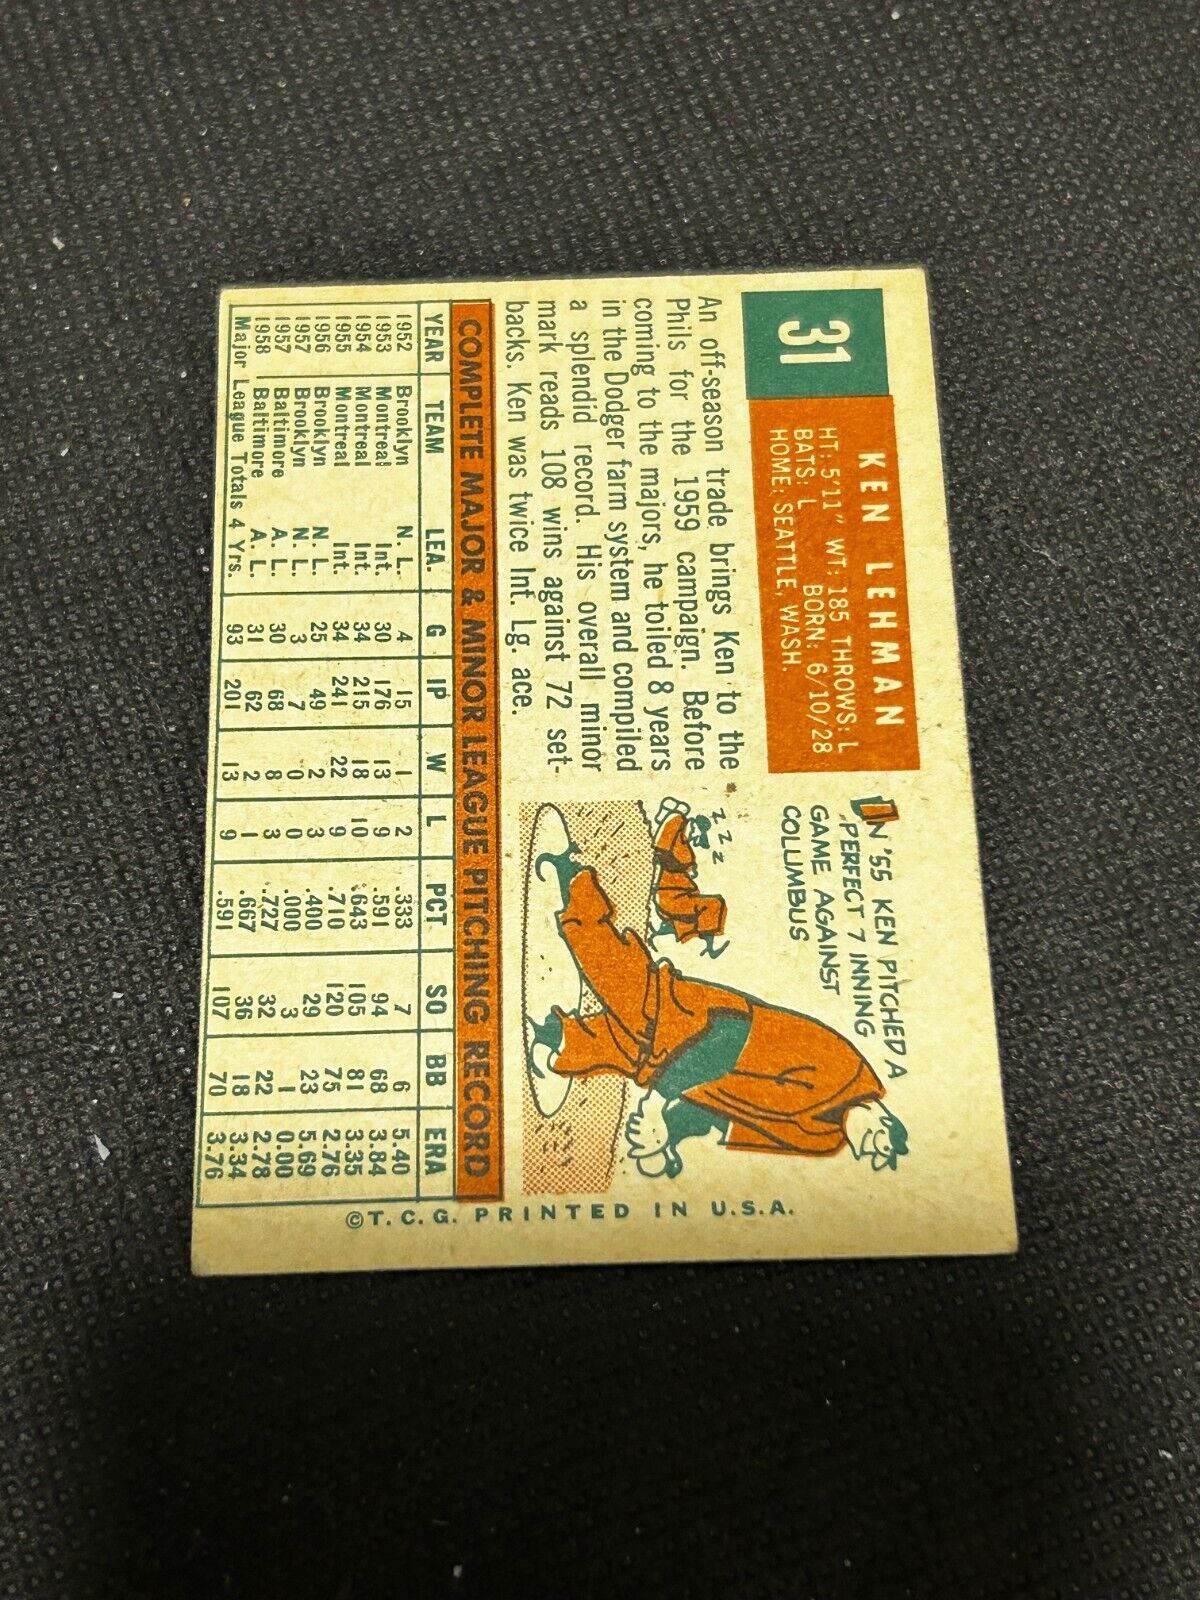 31
KEN LEHMAN
HT: 5'11" WT: 185 THROWS: L
BATS: L BORN: 6/10/28
HOME: SEATTLE, WASH.
An off-season trade brings Ken to the
Phils for the 1959 campaign. Before
coming to the majors, he toiled 8 years
in the Dodger farm system and compiled
a splendid record. His overall minor
mark reads 108 wins against 72 set-
backs. Ken was twice Int. Lg. ace.
IN '55 KEN PITCHED A
PERFECT 7 INNING
GAME AGAINST
COLUMBUS
Z Z Z
COMPLETE MAJOR & MINOR LEAGUE PITCHING RECORD
YEAR TEAM LEA. G IP W L PCT SO BB ERA
1952 Brooklyn N. L. 4 15 1 2 .333 7 6 5.40
1953 Montreal Int. 30 176 13 9 .591 94 68 3.84
1954 Montreal Int. 34 215 18 10 .643 105 81 3.35
1955 Montreal Int. 34 241 22 9 .710 120 75 2.76
1956 Brooklyn N. L. 25 49 2 3 .400 29 23 5.69
1957 Brooklyn N. L. 3 7 0 0 .000 3 1 0.00
1957 Baltimore A. L. 30 68 8 3 .727 32 22 2.78
1958 Baltimore A. L. 31 62 2 1 .667 36 18 3.34
Major League Totals 4 Yrs. 93 201 13 9 .591 107 70 3.76
© T. C. G. PRINTED IN U. S. A.